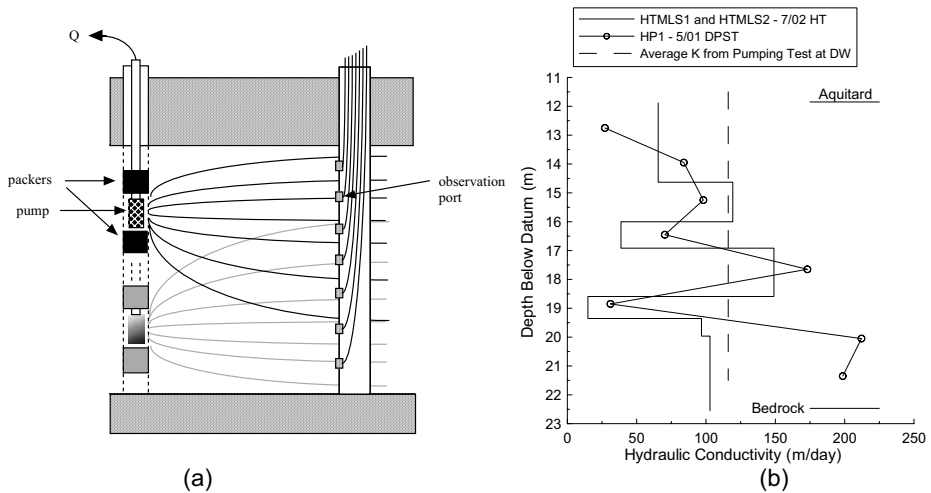 Q
packers
pump
observation
port
(a)
HTMLS1 and HTMLS2 - 7/02 HT
HP1 - 5/01 DPST
Average K from Pumping Test at DW
11
12
13
14
15
16
17
18
19
20
21
22
23
Depth Below Datum (m)
Aquitard
Bedrock
0 50 100 150 200 250
Hydraulic Conductivity (m/day)
(b)